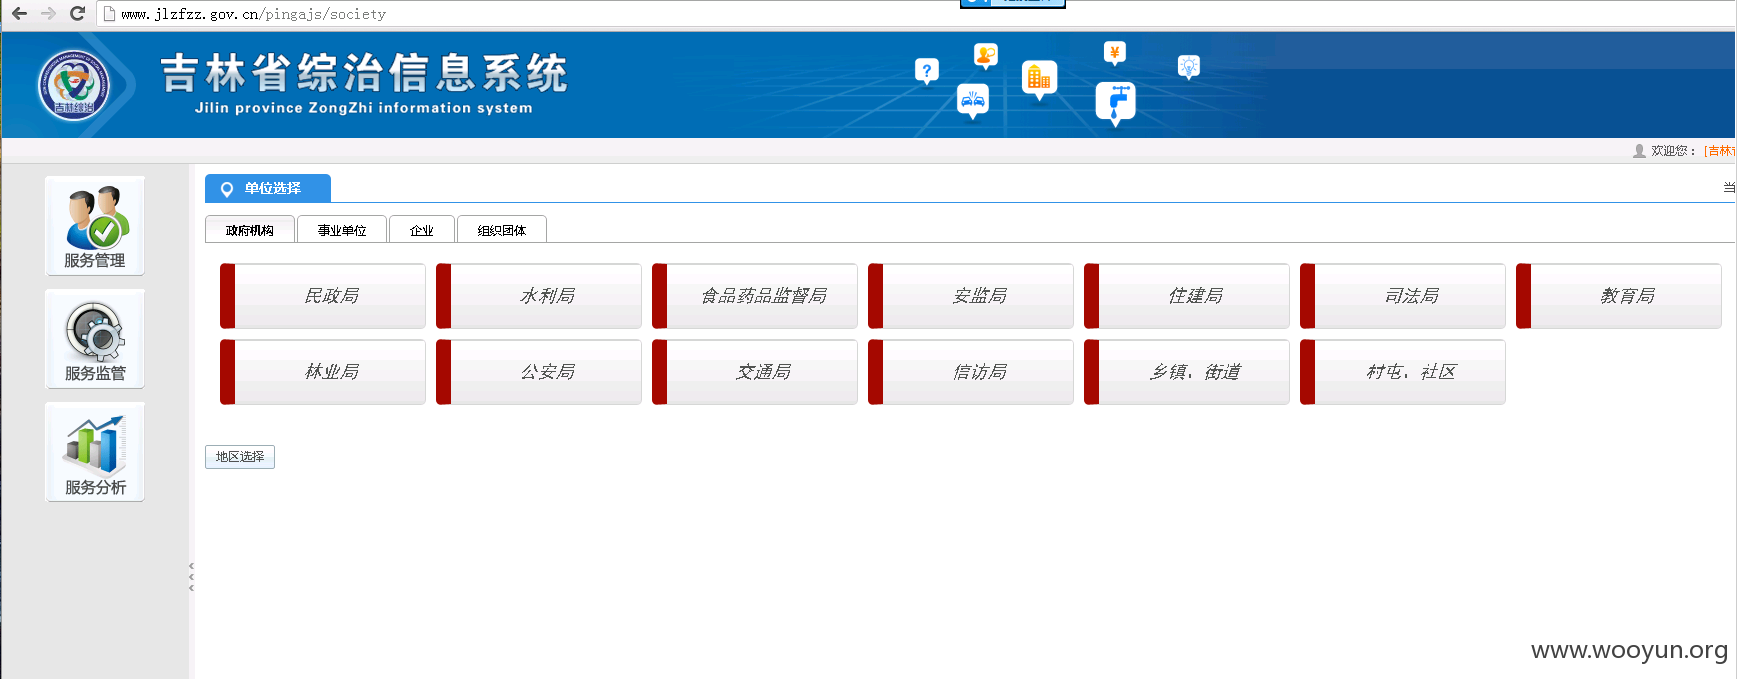 www.jlzfzz.gov.cn/pingajs/society
吉林省综治信息系统
Jilin province ZongZhi information system
吉林综治
欢迎您： [吉林
服务管理
服务监管
服务分析
单位选择
当
政府机构 事业单位 企业 组织团体
民政局 水利局 食品药品监督局 安监局 住建局 司法局 教育局
林业局 公安局 交通局 信访局 乡镇、街道 村屯、社区
地区选择
www.wooyun.org